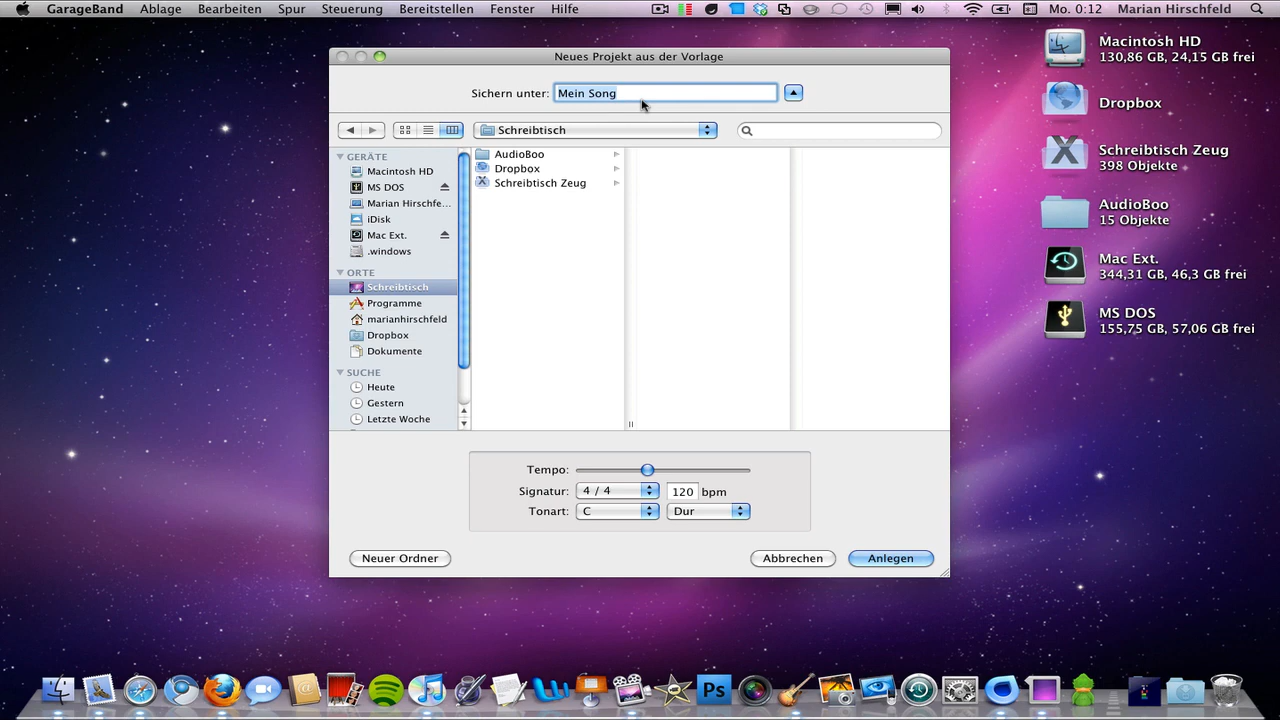 GarageBand Ablage Bearbeiten Spur Steuerung Bereitstellen Fenster Hilfe Mo. 0:12 Marian Hirschfeld
Neues Projekt aus der Vorlage
Sichern unter: Mein Song
Schreibtisch
GERÄTE
Macintosh HD
MS DOS
Marian Hirschfe...
iDisk
Mac Ext.
.windows
ORTE
Schreibtisch
Programme
marianhirschfeld
Dropbox
Dokumente
SUCHE
Heute
Gestern
Letzte Woche
AudioBoo
Dropbox
Schreibtisch Zeug
Tempo:
Signatur: 4 / 4 120 bpm
Tonart: C Dur
Neuer Ordner Abbrechen Anlegen
Macintosh HD
130,86 GB, 24,15 GB frei
Dropbox
Schreibtisch Zeug
398 Objekte
AudioBoo
15 Objekte
Mac Ext.
344,31 GB, 46,3 GB frei
MS DOS
155,75 GB, 57,06 GB frei
Ps